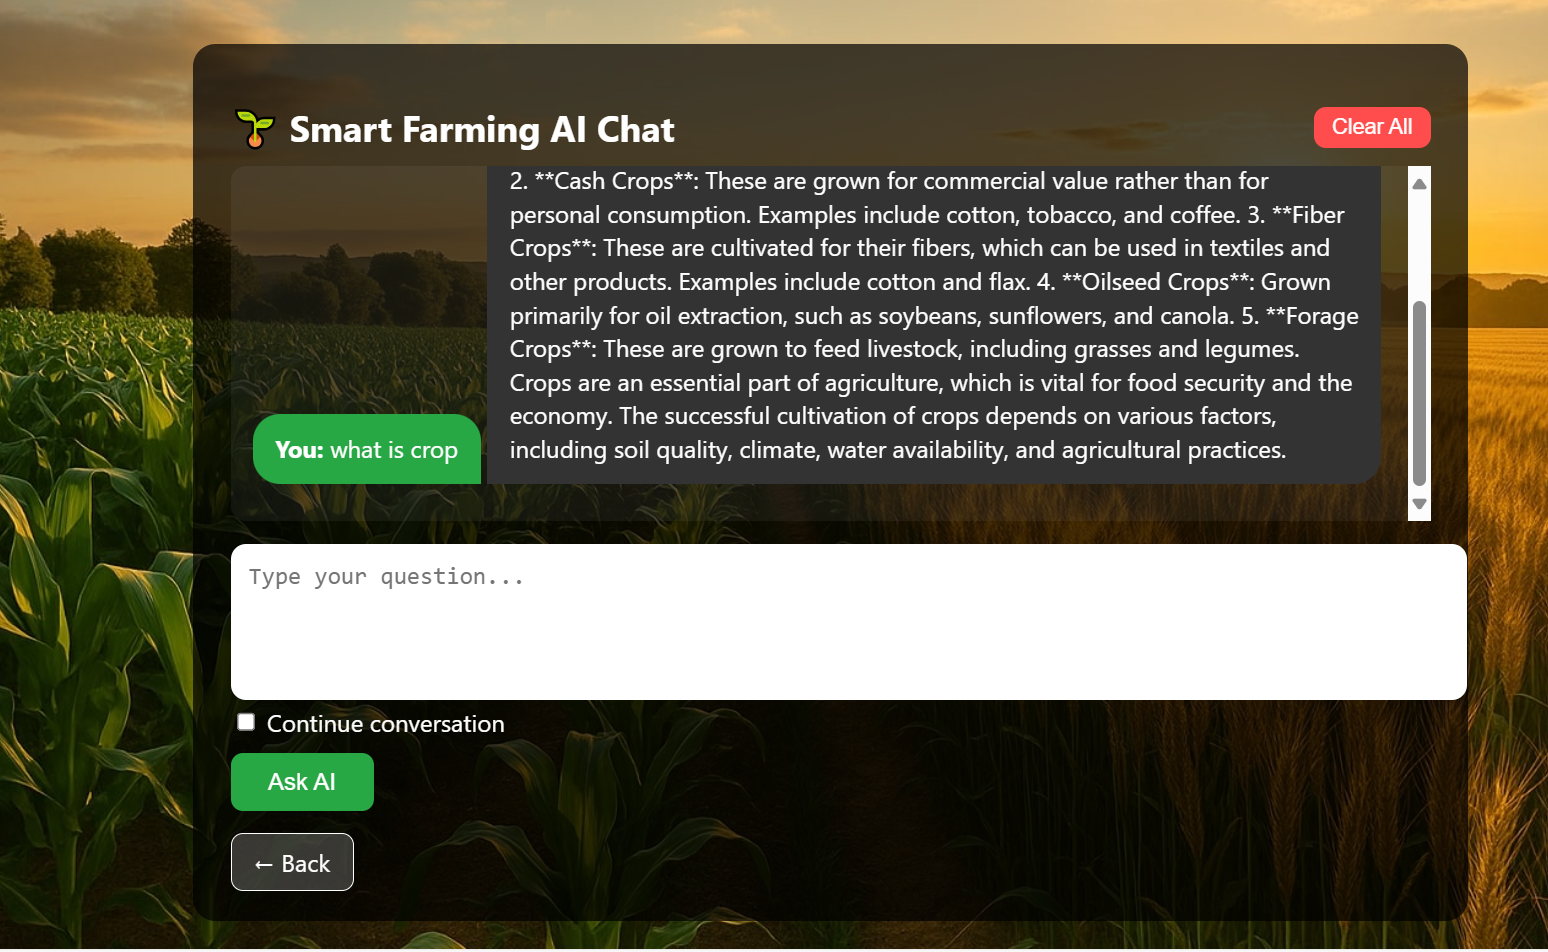 Smart Farming AI Chat
Clear All
You: what is crop
2. **Cash Crops**: These are grown for commercial value rather than for
personal consumption. Examples include cotton, tobacco, and coffee. 3. **Fiber
Crops**: These are cultivated for their fibers, which can be used in textiles and
other products. Examples include cotton and flax. 4. **Oilseed Crops**: Grown
primarily for oil extraction, such as soybeans, sunflowers, and canola. 5. **Forage
Crops**: These are grown to feed livestock, including grasses and legumes.
Crops are an essential part of agriculture, which is vital for food security and the
economy. The successful cultivation of crops depends on various factors,
including soil quality, climate, water availability, and agricultural practices.
Type your question...
Continue conversation
Ask AI
← Back